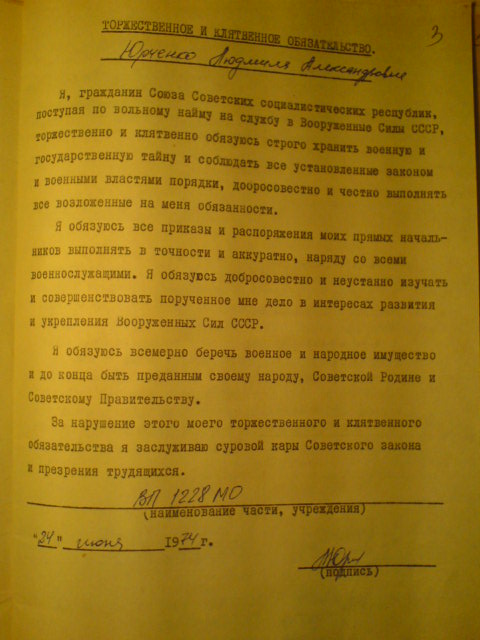 3
ТОРЖЕСТВЕННОЕ И КЛЯТВЕННОЕ ОБЯЗАТЕЛЬСТВО.
Юрченко Людмила Александровна
Я, гражданин Союза Советских социалистических республик,
поступая по вольному найму на службу в Вооруженные Силы СССР,
торжественно и клятвенно обязуюсь строго хранить военную и
государственную тайну и соблюдать все установленные законом
и военными властями порядки, добросовестно и честно выполнять
все возложенные на меня обязанности.
Я обязуюсь все приказы и распоряжения моих прямых началь-
ников выполнять в точности и аккуратно, наряду со всеми
военнослужащими. Я обязуюсь добросовестно и неустанно изучать
и совершенствовать порученное мне дело в интересах развития
и укрепления Вооруженных Сил СССР.
Я обязуюсь всемерно беречь военное и народное имущество
и до конца быть преданным своему народу, Советской Родине и
Советскому Правительству.
За нарушение этого моего торжественного и клятвенного
обязательства я заслуживаю суровой кары Советского закона
и презрения трудящихся.
ВП 1228 МО
(наименование части, учреждения)
"24" июня 1974 г.
(подпись)